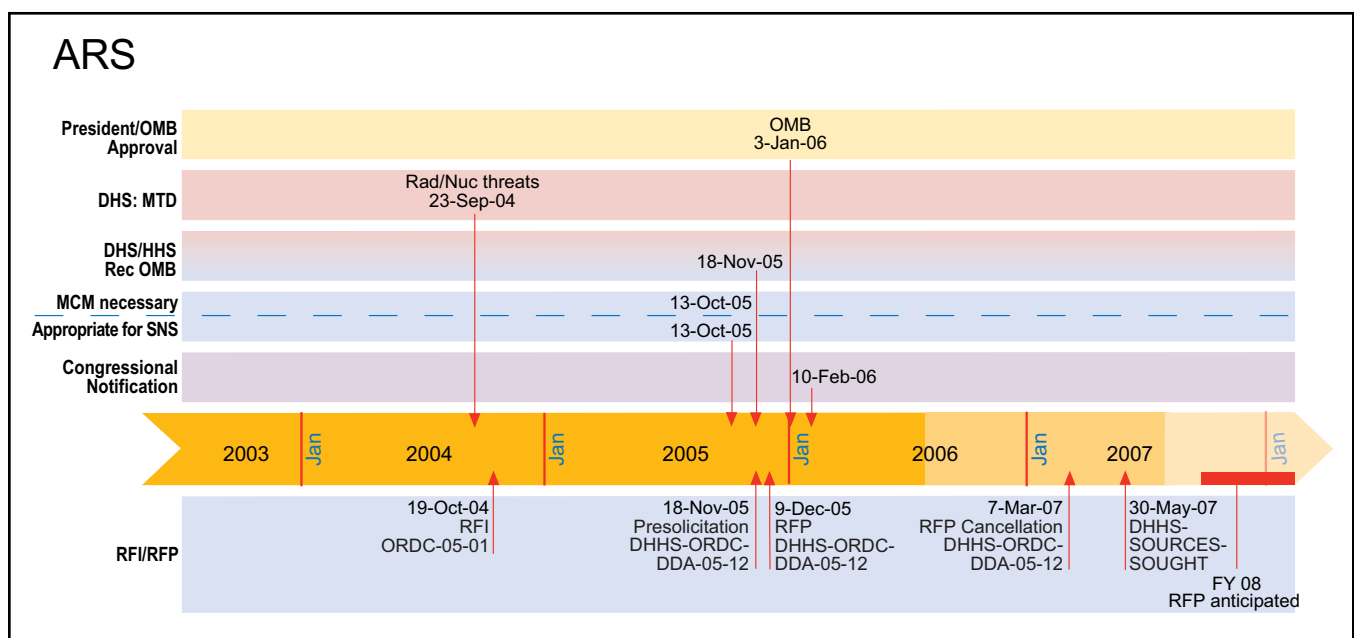 ARS
President/OMB
Approval
OMB
3-Jan-06
DHS: MTD
Rad/Nuc threats
23-Sep-04
DHS/HHS
Rec OMB
18-Nov-05
MCM necessary
13-Oct-05
Appropriate for SNS
13-Oct-05
Congressional
Notification
10-Feb-06
2003
Jan
2004
Jan
2005
Jan
2006
Jan
2007
Jan
RFI/RFP
19-Oct-04
RFI
ORDC-05-01
18-Nov-05
Presolicitation
DHHS-ORDC-
DDA-05-12
9-Dec-05
RFP
DHHS-ORDC-
DDA-05-12
7-Mar-07
RFP Cancellation
DHHS-ORDC-
DDA-05-12
30-May-07
DHHS-
SOURCES-
SOUGHT
FY 08
RFP anticipated